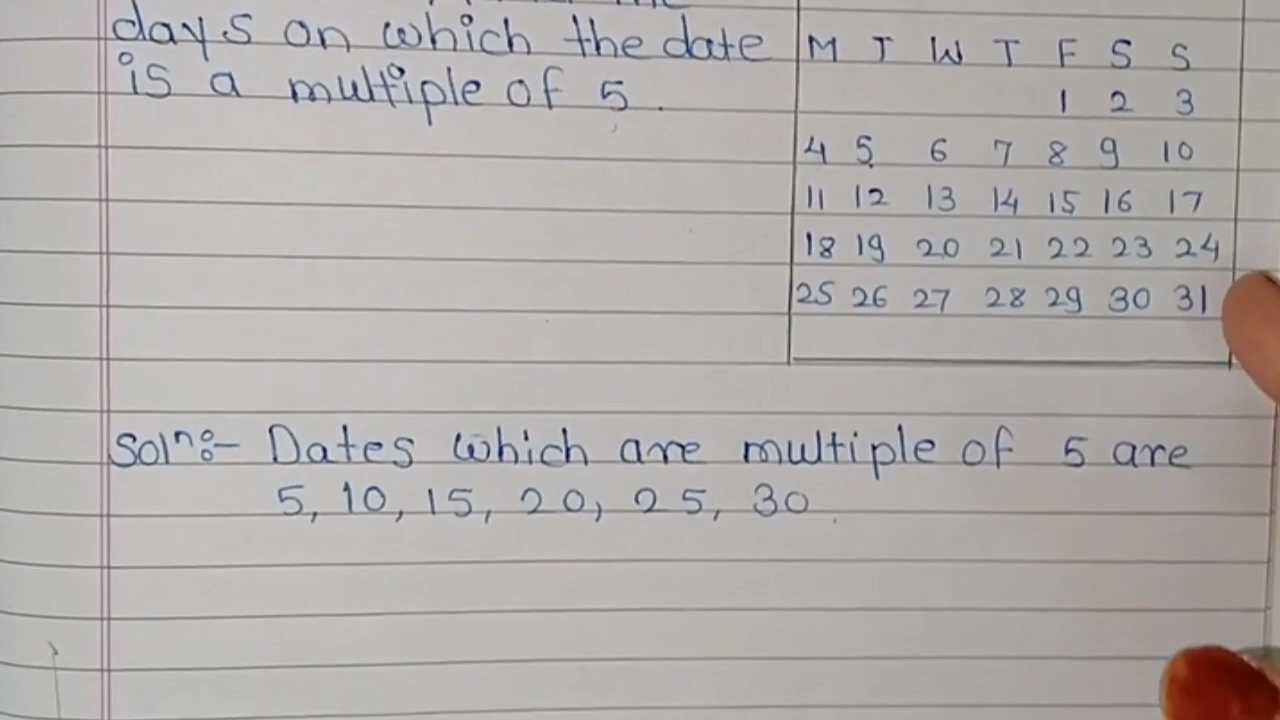 days on which the date
is a multiple of 5.
M T W T F S S
1 2 3
4 5 6 7 8 9 10
11 12 13 14 15 16 17
18 19 20 21 22 23 24
25 26 27 28 29 30 31
Solⁿ:- Dates which are multiple of 5 are
5, 10, 15, 20, 25, 30.